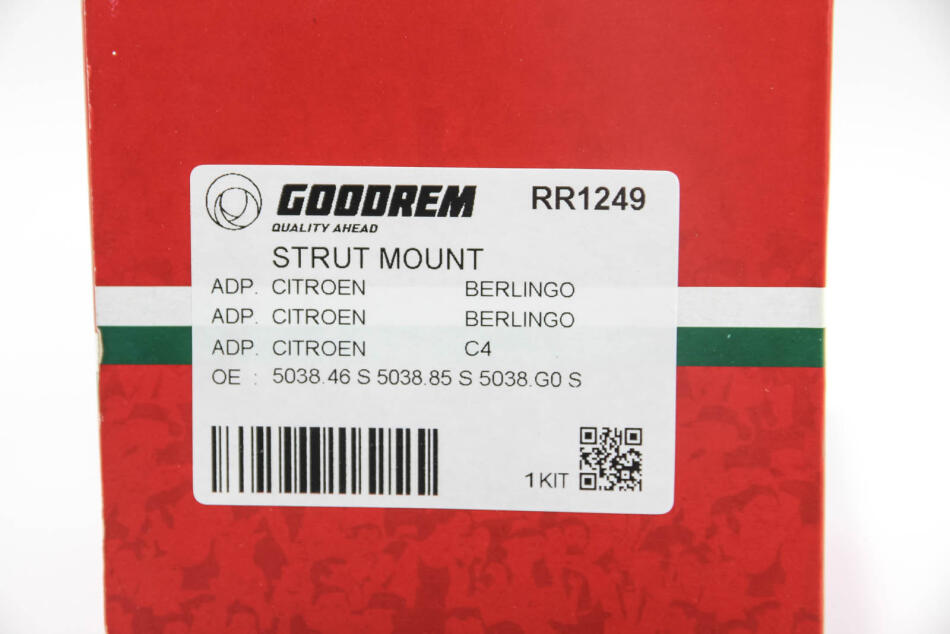 GOODREM RR1249
QUALITY AHEAD
STRUT MOUNT
ADP. CITROEN BERLINGO
ADP. CITROEN BERLINGO
ADP. CITROEN C4
OE : 5038.46 S 5038.85 S 5038.G0 S
1 KIT